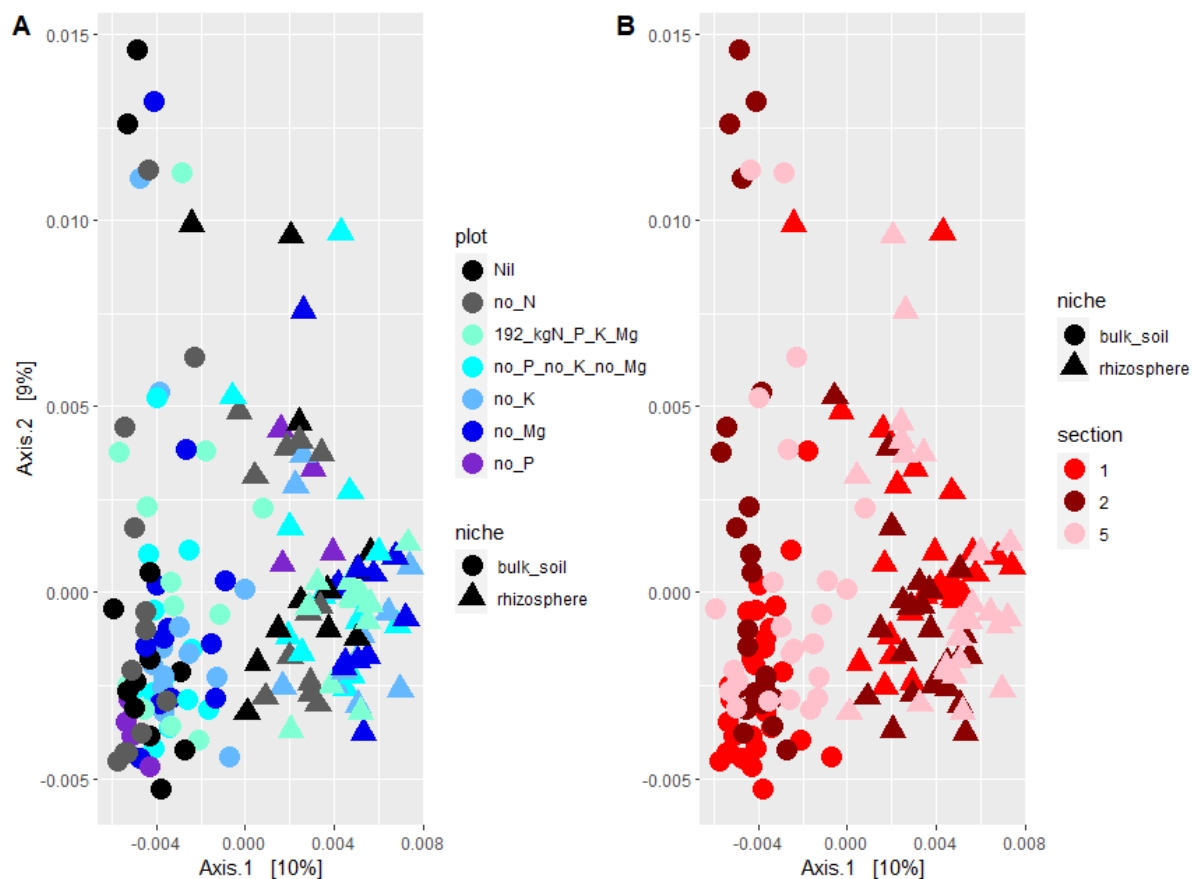 A
B
0.015
0.010
0.005
0.000
-0.005
Axis.2 [9%]
-0.004
0.000
0.004
0.008
Axis.1 [10%]
plot
Nil
no_N
192_kgN_P_K_Mg
no_P_no_K_no_Mg
no_K
no_Mg
no_P
niche
bulk_soil
rhizosphere
0.015
0.010
0.005
0.000
-0.005
-0.004
0.000
0.004
0.008
Axis.1 [10%]
niche
bulk_soil
rhizosphere
section
1
2
5